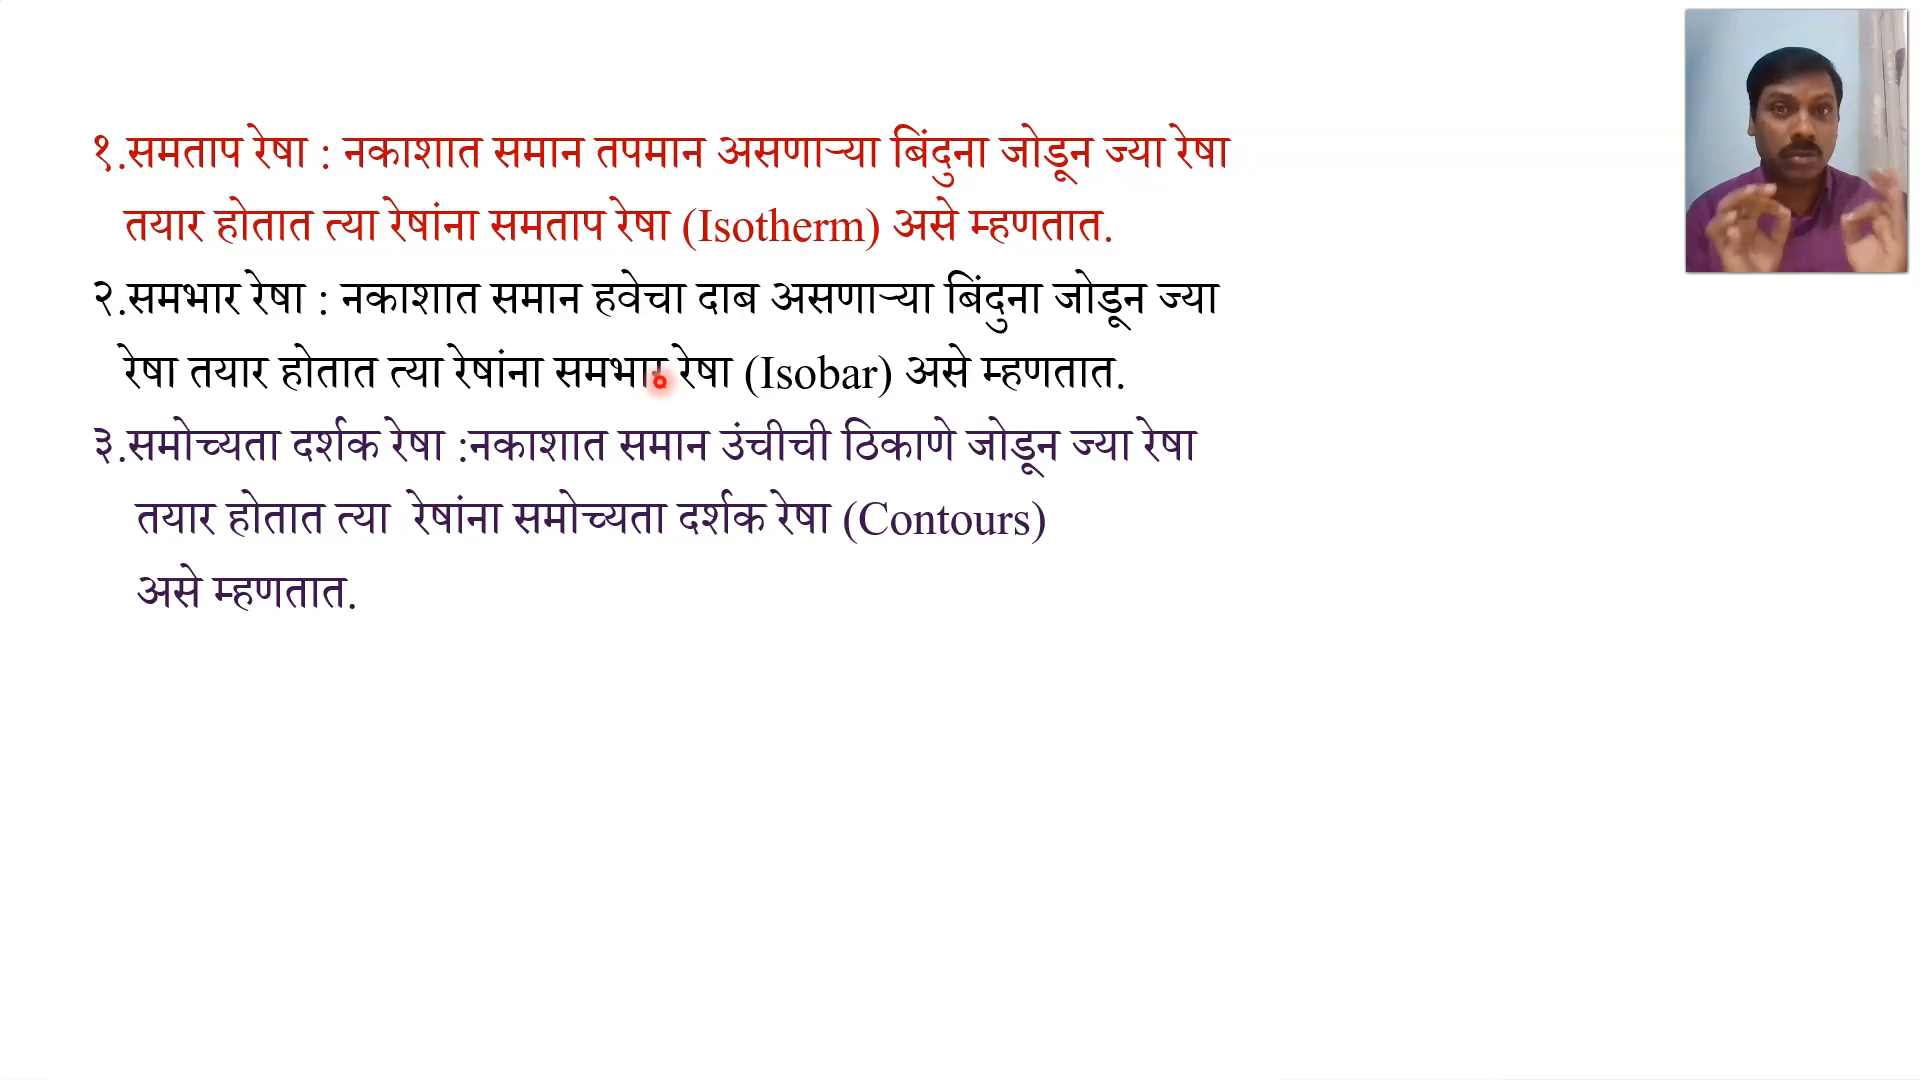 १.समताप रेषा : नकाशात समान तपमान असणाऱ्या बिंदुना जोडून ज्या रेषा
तयार होतात त्या रेषांना समताप रेषा (Isotherm) असे म्हणतात.
२.समभार रेषा : नकाशात समान हवेचा दाब असणाऱ्या बिंदुना जोडून ज्या
रेषा तयार होतात त्या रेषांना समभार रेषा (Isobar) असे म्हणतात.
३.समोच्यता दर्शक रेषा :नकाशात समान उंचीची ठिकाणे जोडून ज्या रेषा
तयार होतात त्या रेषांना समोच्यता दर्शक रेषा (Contours)
असे म्हणतात.